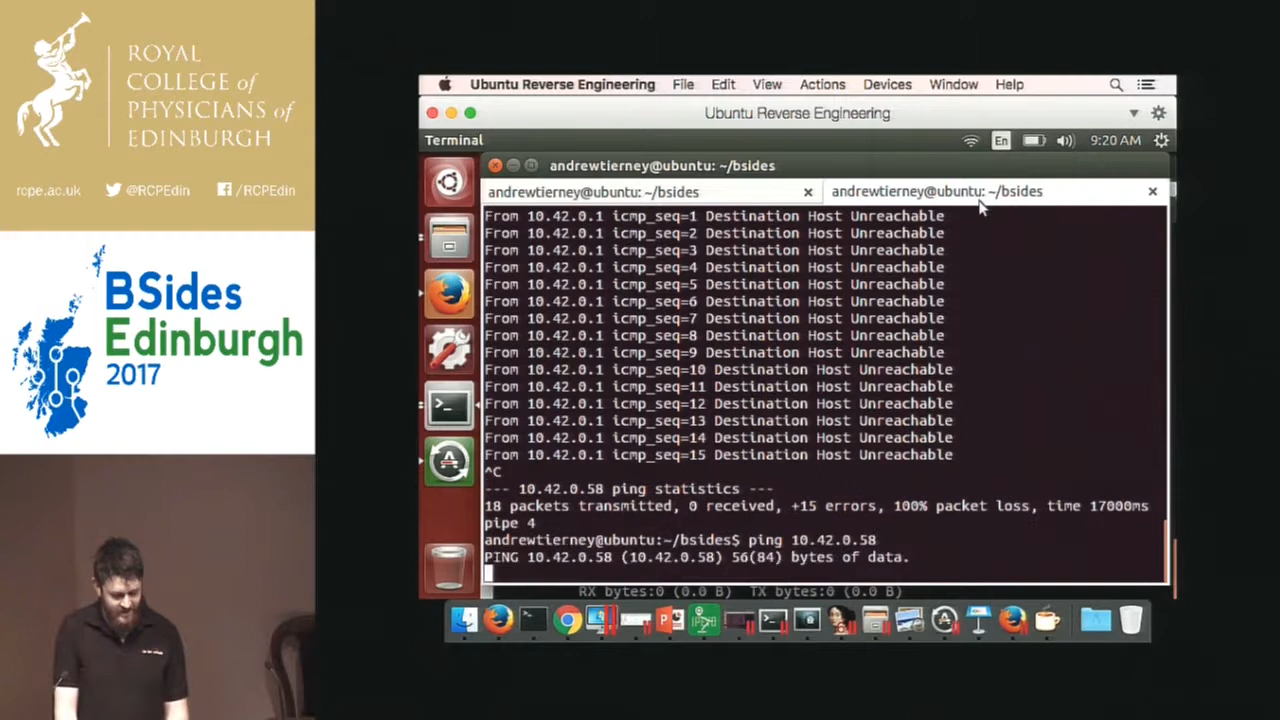 ROYAL
COLLEGE of
PHYSICIANS of
EDINBURGH
rcpe.ac.uk @RCPEdin /RCPEdin
BSides
Edinburgh
2017
Ubuntu Reverse Engineering File Edit View Actions Devices Window Help
Ubuntu Reverse Engineering
Terminal En 9:20 AM
andrewtierney@ubuntu: ~/bsides
andrewtierney@ubuntu: ~/bsides andrewtierney@ubuntu: ~/bsides
From 10.42.0.1 icmp_seq=1 Destination Host Unreachable
From 10.42.0.1 icmp_seq=2 Destination Host Unreachable
From 10.42.0.1 icmp_seq=3 Destination Host Unreachable
From 10.42.0.1 icmp_seq=4 Destination Host Unreachable
From 10.42.0.1 icmp_seq=5 Destination Host Unreachable
From 10.42.0.1 icmp_seq=6 Destination Host Unreachable
From 10.42.0.1 icmp_seq=7 Destination Host Unreachable
From 10.42.0.1 icmp_seq=8 Destination Host Unreachable
From 10.42.0.1 icmp_seq=9 Destination Host Unreachable
From 10.42.0.1 icmp_seq=10 Destination Host Unreachable
From 10.42.0.1 icmp_seq=11 Destination Host Unreachable
From 10.42.0.1 icmp_seq=12 Destination Host Unreachable
From 10.42.0.1 icmp_seq=13 Destination Host Unreachable
From 10.42.0.1 icmp_seq=14 Destination Host Unreachable
From 10.42.0.1 icmp_seq=15 Destination Host Unreachable
^C
--- 10.42.0.58 ping statistics ---
18 packets transmitted, 0 received, +15 errors, 100% packet loss, time 17000ms
pipe 4
andrewtierney@ubuntu:~/bsides$ ping 10.42.0.58
PING 10.42.0.58 (10.42.0.58) 56(84) bytes of data.
RX bytes:0 (0.0 B) TX bytes:0 (0.0 B)